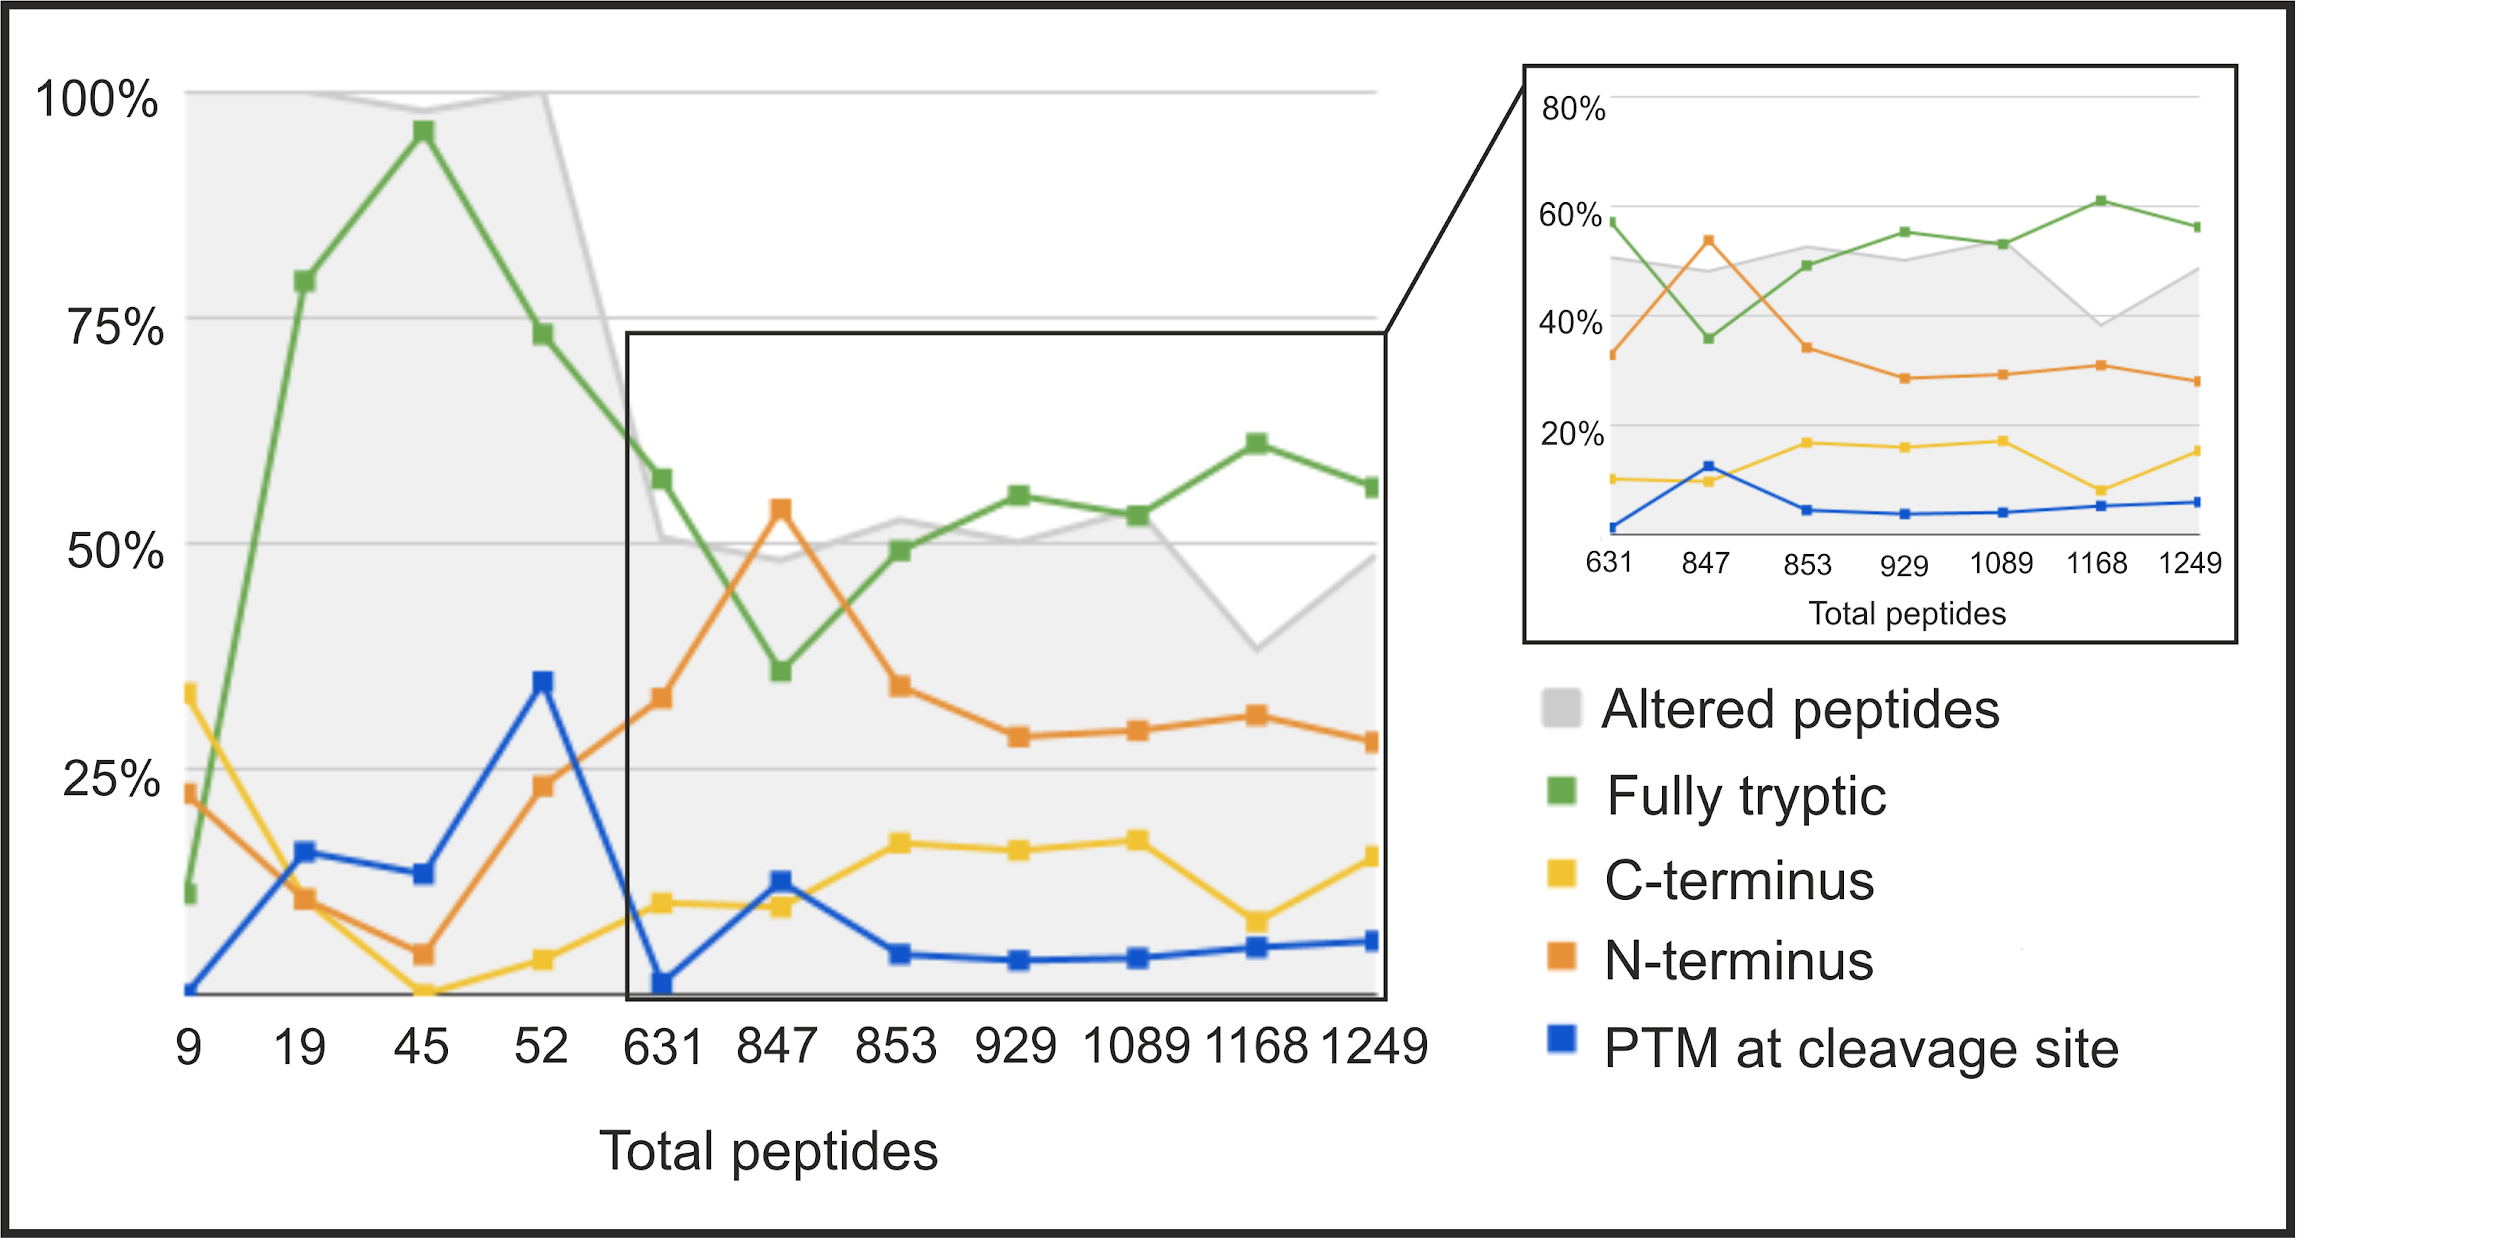 100%
75%
50%
25%
9 19 45 52 631 847 853 929 1089 1168 1249
Total peptides
80%
60%
40%
20%
631 847 853 929 1089 1168 1249
Total peptides
Altered peptides
Fully tryptic
C-terminus
N-terminus
PTM at cleavage site